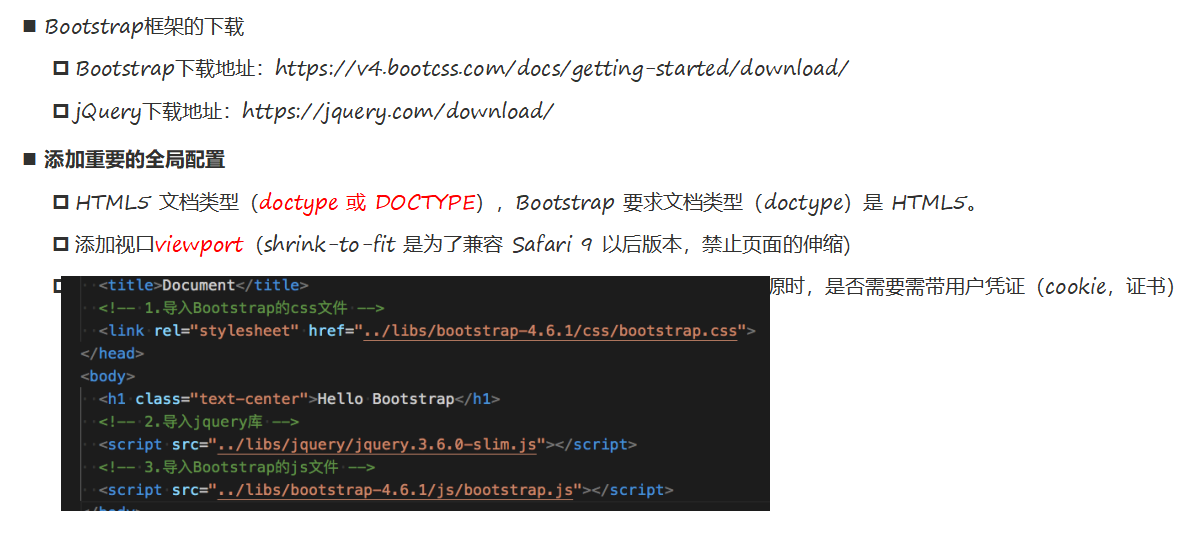 Bootstrap框架的下载
Bootstrap下载地址：https://v4.bootcss.com/docs/getting-started/download/
jQuery下载地址：https://jquery.com/download/
添加重要的全局配置
HTML5 文档类型（doctype 或 DOCTYPE），Bootstrap 要求文档类型（doctype）是 HTML5。
添加视口viewport（shrink-to-fit 是为了兼容 Safari 9 以后版本，禁止页面的伸缩)
源时，是否需要需带用户凭证（cookie，证书）
<title>Document</title>
<!-- 1.导入Bootstrap的css文件 -->
<link rel="stylesheet" href="../libs/bootstrap-4.6.1/css/bootstrap.css">
</head>
<body>
<h1 class="text-center">Hello Bootstrap</h1>
<!-- 2.导入jquery库 -->
<script src="../libs/jquery/jquery.3.6.0-slim.js"></script>
<!-- 3.导入Bootstrap的js文件 -->
<script src="../libs/bootstrap-4.6.1/js/bootstrap.js"></script>